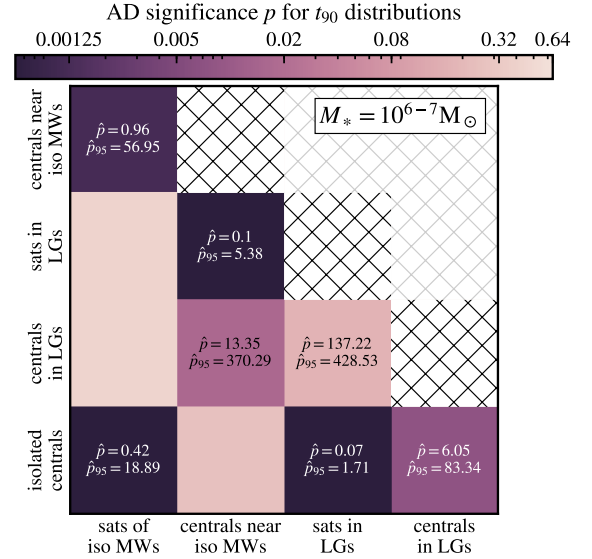 AD significance p for t₉₀ distributions
0.00125 0.005 0.02 0.08 0.32 0.64
M_* = 10⁶⁻⁷M_⊙
centrals near
iso MWs
p̂ = 0.96
p̂₉₅ = 56.95
sats in
LGs
p̂ = 0.1
p̂₉₅ = 5.38
centrals
in LGs
p̂ = 13.35
p̂₉₅ = 370.29
p̂ = 137.22
p̂₉₅ = 428.53
isolated
centrals
p̂ = 0.42
p̂₉₅ = 18.89
p̂ = 0.07
p̂₉₅ = 1.71
p̂ = 6.05
p̂₉₅ = 83.34
sats of
iso MWs
centrals near
iso MWs
sats in
LGs
centrals
in LGs